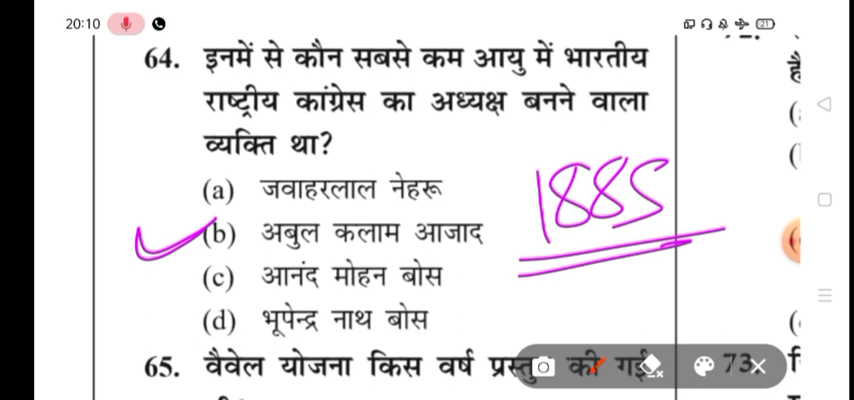 20:10
21
64. इनमें से कौन सबसे कम आयु में भारतीय
राष्ट्रीय कांग्रेस का अध्यक्ष बनने वाला
व्यक्ति था?
(a) जवाहरलाल नेहरू
(b) अबुल कलाम आजाद
(c) आनंद मोहन बोस
(d) भूपेन्द्र नाथ बोस
1885
65. वैवेल योजना किस वर्ष प्रस्तुत की गई
73.